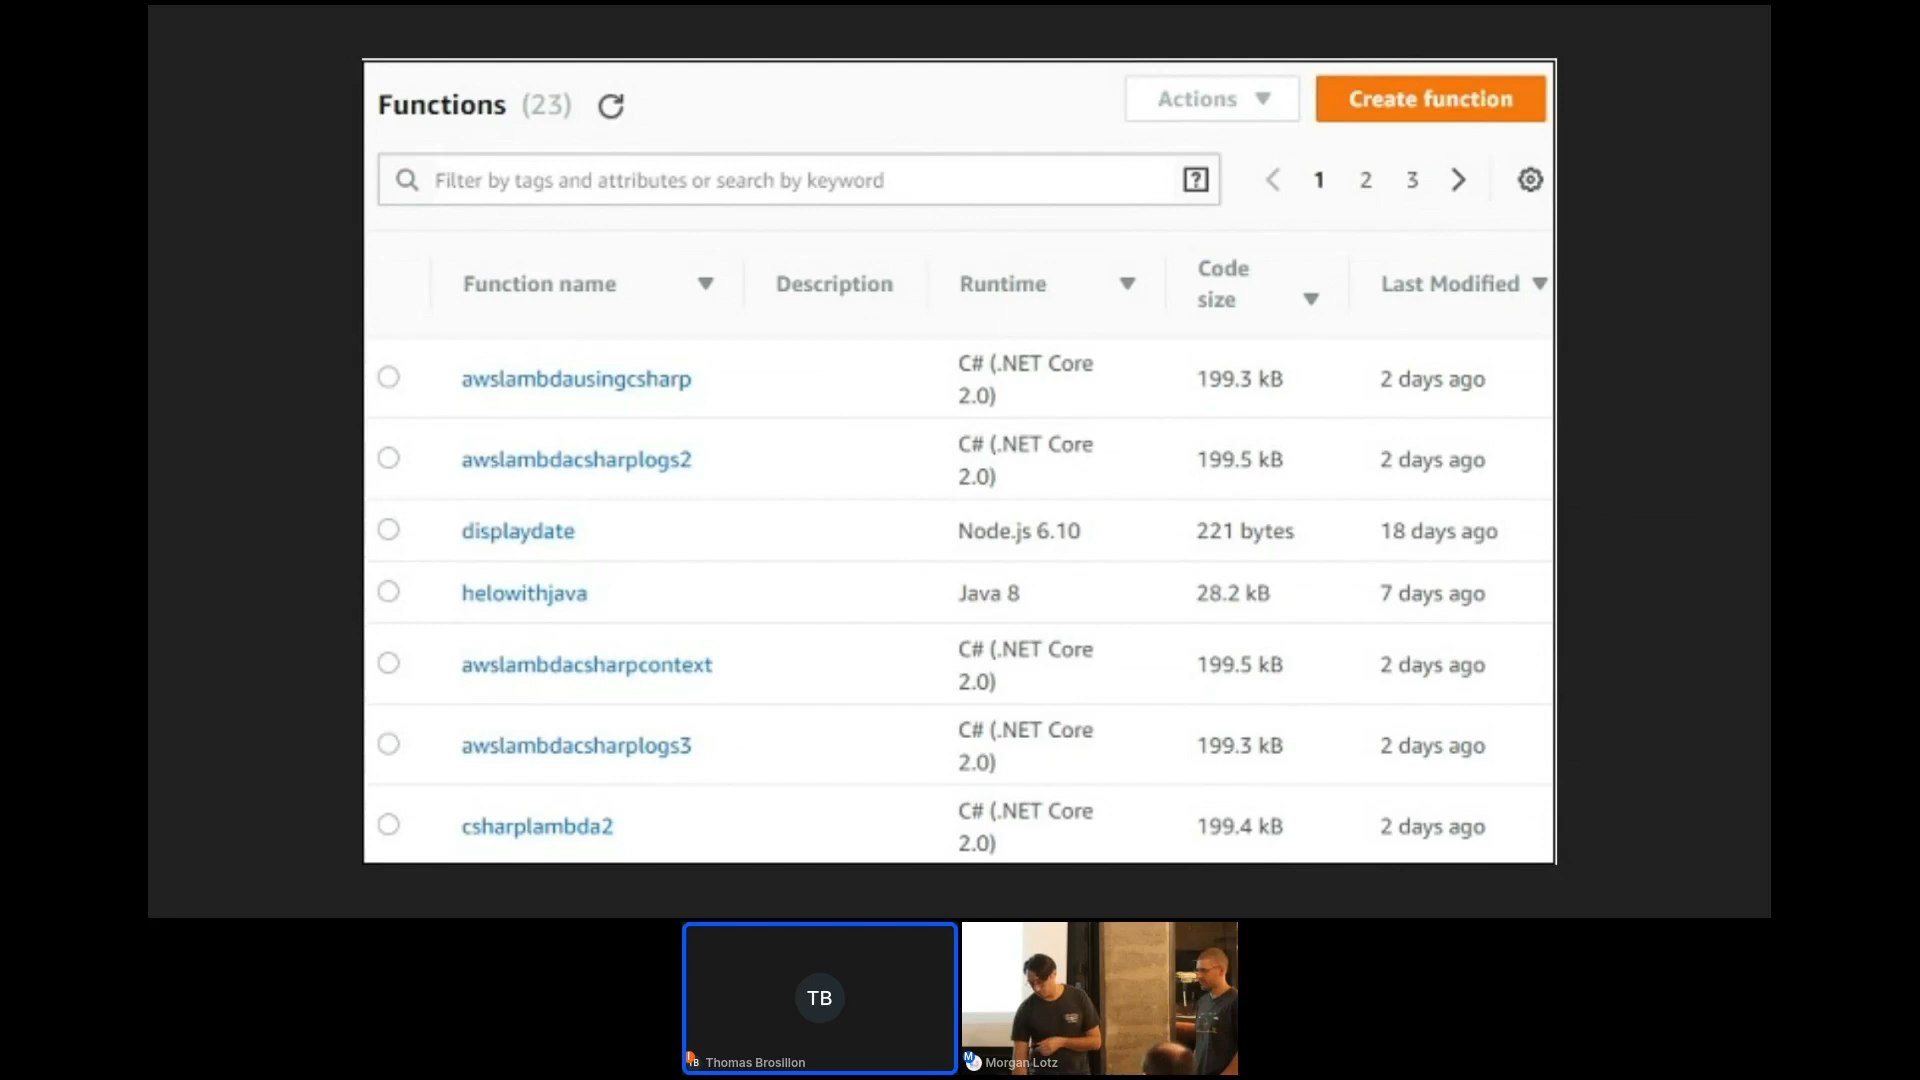 Functions (23)
Actions
Create function
Filter by tags and attributes or search by keyword
?
1 2 3
Function name
Description
Runtime
Code
size
Last Modified
awslambdausingcsharp
C# (.NET Core
2.0)
199.3 kB
2 days ago
awslambdacsharplogs2
C# (.NET Core
2.0)
199.5 kB
2 days ago
displaydate
Node.js 6.10
221 bytes
18 days ago
helowithjava
Java 8
28.2 kB
7 days ago
awslambdacsharpcontext
C# (.NET Core
2.0)
199.5 kB
2 days ago
awslambdacsharplogs3
C# (.NET Core
2.0)
199.3 kB
2 days ago
csharplambda2
C# (.NET Core
2.0)
199.4 kB
2 days ago
TB
TB Thomas Brosillon
M Morgan Lotz